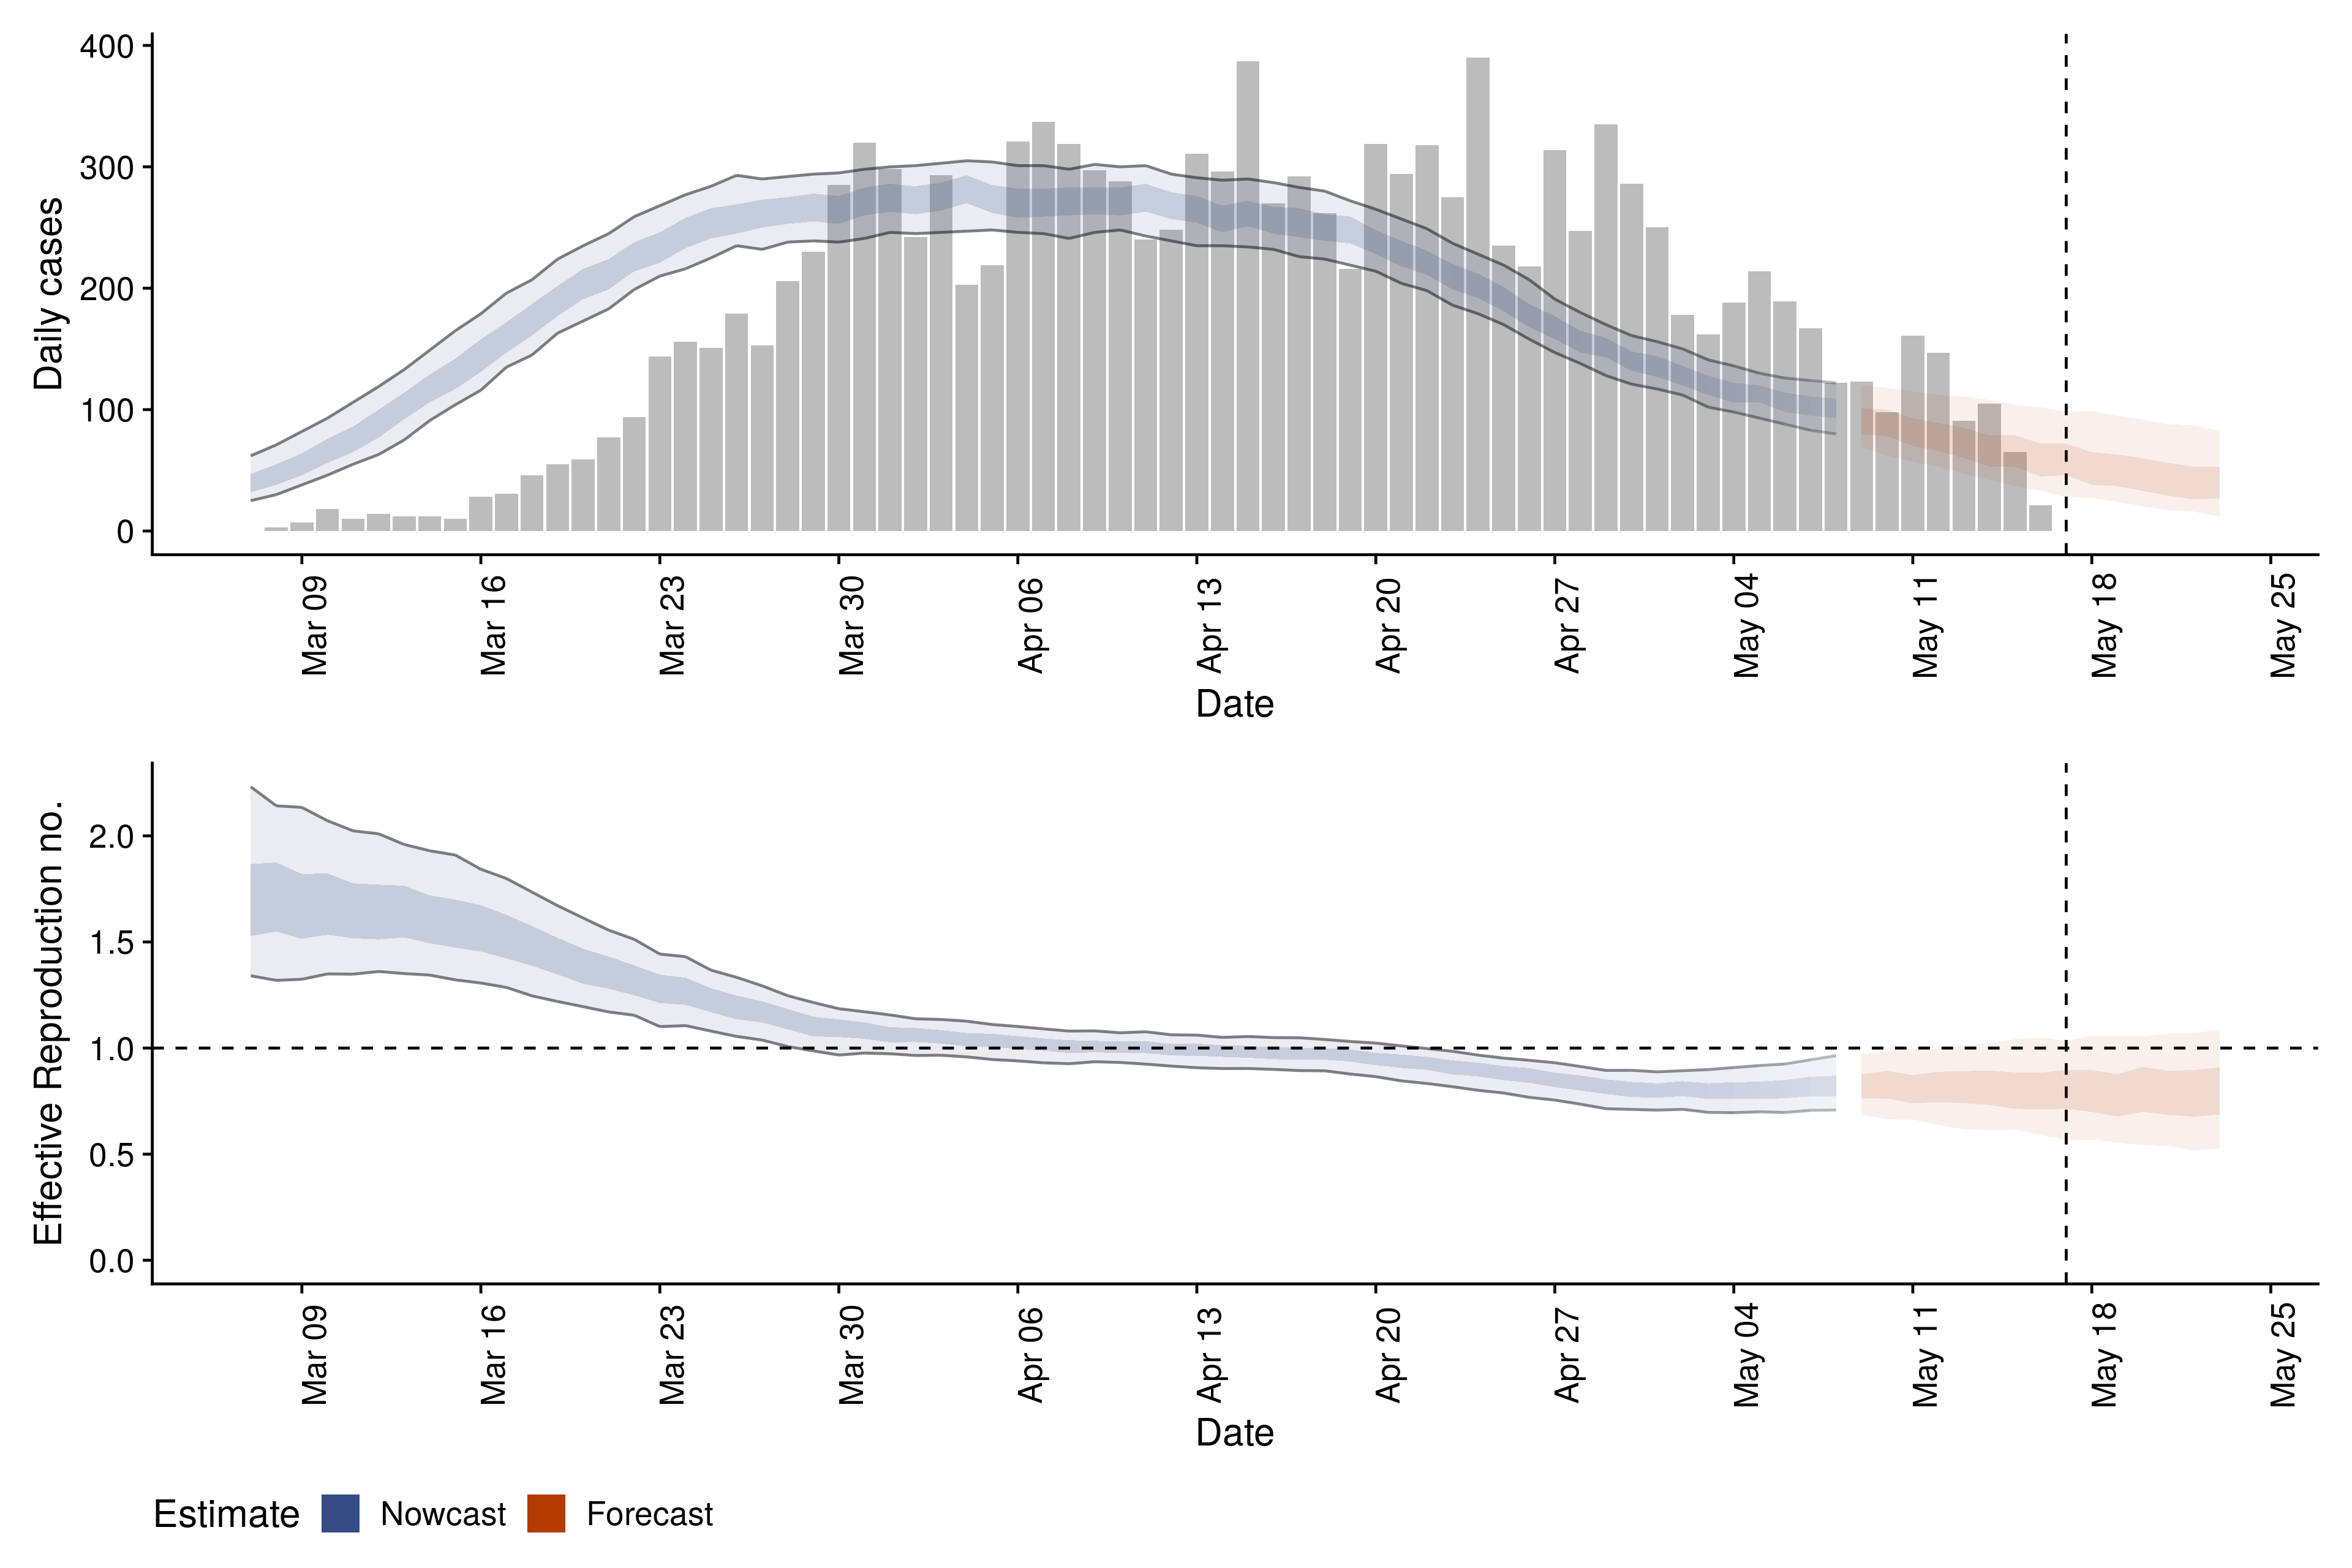 Daily cases
400
300
200
100
0
Mar 09
Mar 16
Mar 23
Mar 30
Apr 06
Apr 13
Apr 20
Apr 27
May 04
May 11
May 18
May 25
Date
Effective Reproduction no.
2.0
1.5
1.0
0.5
0.0
Mar 09
Mar 16
Mar 23
Mar 30
Apr 06
Apr 13
Apr 20
Apr 27
May 04
May 11
May 18
May 25
Date
Estimate Nowcast Forecast